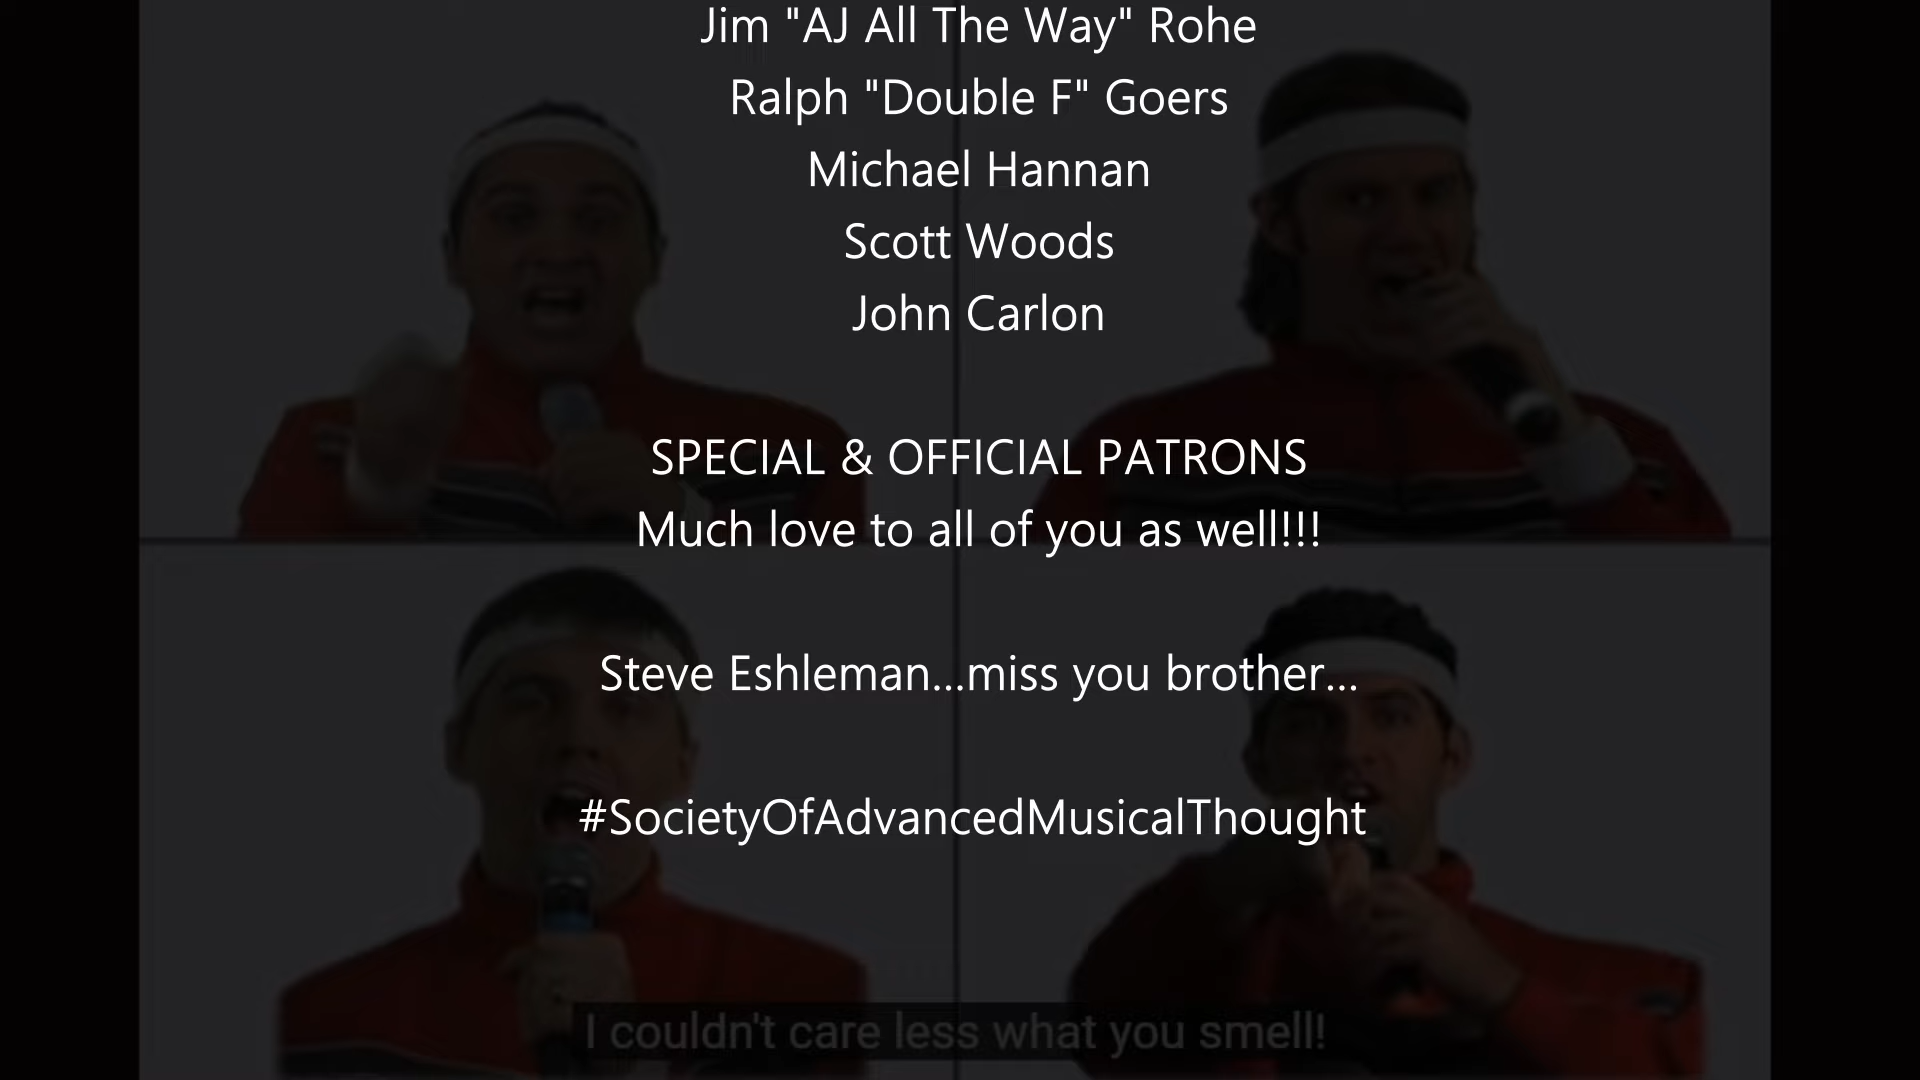 Jim "AJ All The Way" Rohe
Ralph "Double F" Goers
Michael Hannan
Scott Woods
John Carlon
SPECIAL & OFFICIAL PATRONS
Much love to all of you as well!!!
Steve Eshleman...miss you brother...
#SocietyOfAdvancedMusicalThought
I couldn't care less what you smell!